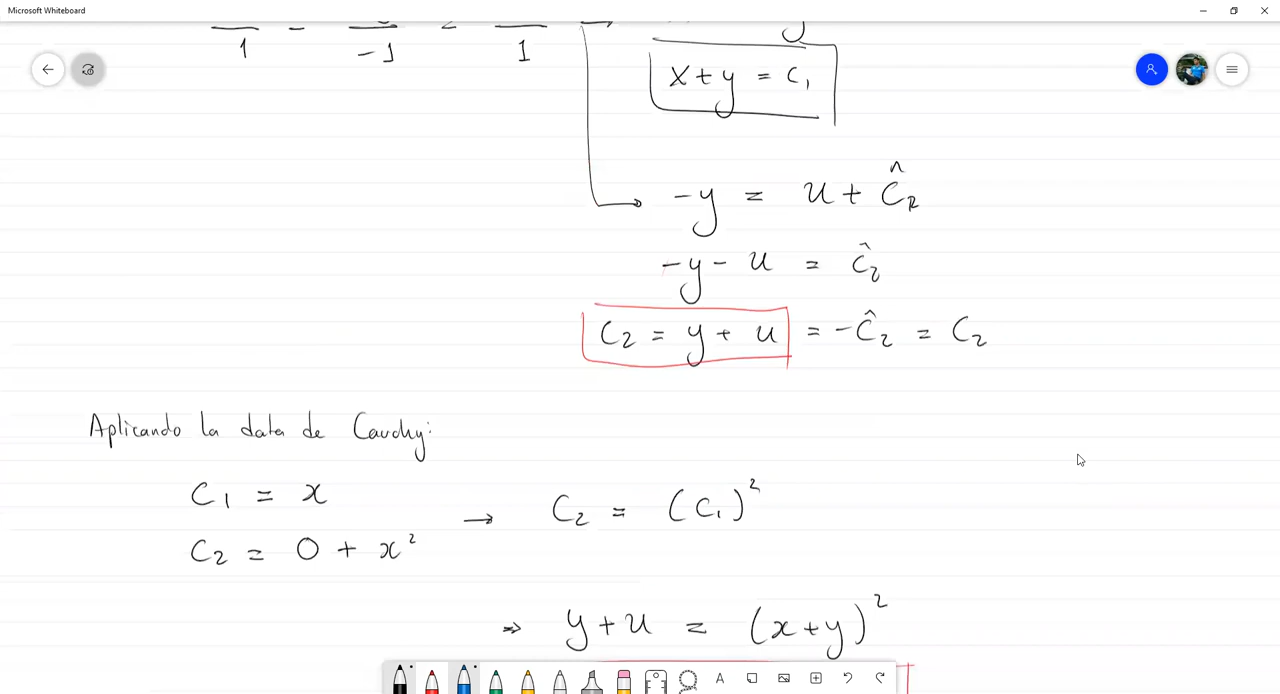 Microsoft Whiteboard
1 = -1 = 1
x + y = C₁
-y = u + Ĉ₂
-y - u = Ĉ₂
C₂ = y + u = -Ĉ₂ = C₂
Aplicando la data de Cauchy:
C₁ = x
C₂ = 0 + x²
→ C₂ = (C₁)²
⇒ y + u = (x+y)²